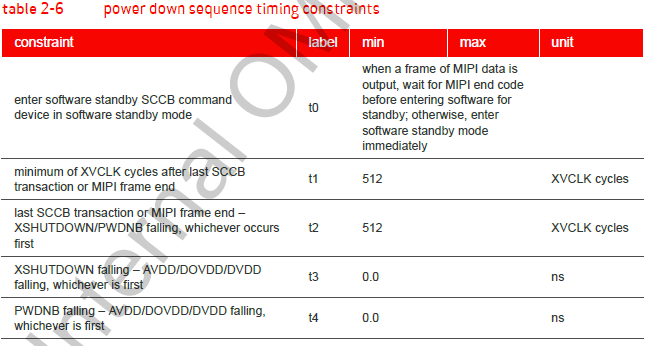 table 2-6 power down sequence timing constraints
constraint label min max unit
enter software standby SCCB command
device in software standby mode
t0
when a frame of MIPI data is
output, wait for MIPI end code
before entering software for
standby; otherwise, enter
software standby mode
immediately
minimum of XVCLK cycles after last SCCB
transaction or MIPI frame end
t1 512 XVCLK cycles
last SCCB transaction or MIPI frame end –
XSHUTDOWN/PWDNB falling, whichever occurs
first
t2 512 XVCLK cycles
XSHUTDOWN falling – AVDD/DOVDD/DVDD
falling, whichever is first
t3 0.0 ns
PWDNB falling – AVDD/DOVDD/DVDD falling,
whichever is first
t4 0.0 ns
Internal